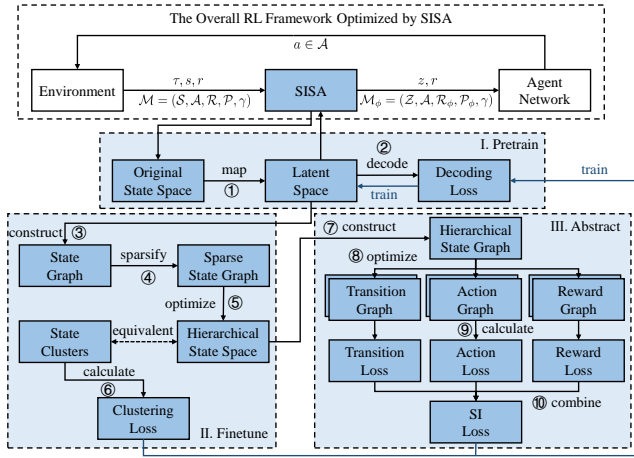 The Overall RL Framework Optimized by SISA
a ∈ 𝒜
Environment
τ, s, r
ℳ = (𝒮, 𝒜, ℛ, 𝒫, γ)
SISA
z, r
ℳ_ϕ = (𝒵, 𝒜, ℛ_ϕ, 𝒫_ϕ, γ)
Agent
Network
I. Pretrain
Original
State Space
map
①
Latent
Space
②
decode
train
Decoding
Loss
train
construct ③
State
Graph
sparsify
④
Sparse
State Graph
optimize ⑤
State
Clusters
equivalent
Hierarchical
State Space
calculate
⑥
Clustering
Loss
II. Finetune
⑦ construct
Hierarchical
State Graph
III. Abstract
⑧ optimize
Transition
Graph
Action
Graph
Reward
Graph
⑨ calculate
Transition
Loss
Action
Loss
Reward
Loss
⑩ combine
SI
Loss